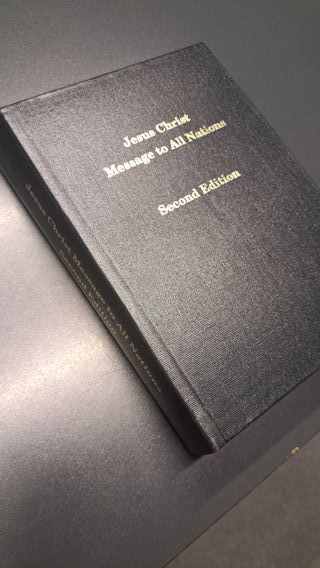 Jesus Christ
Message to All Nations
Second Edition
Jesus Christ Message to All Nations
Second Edition